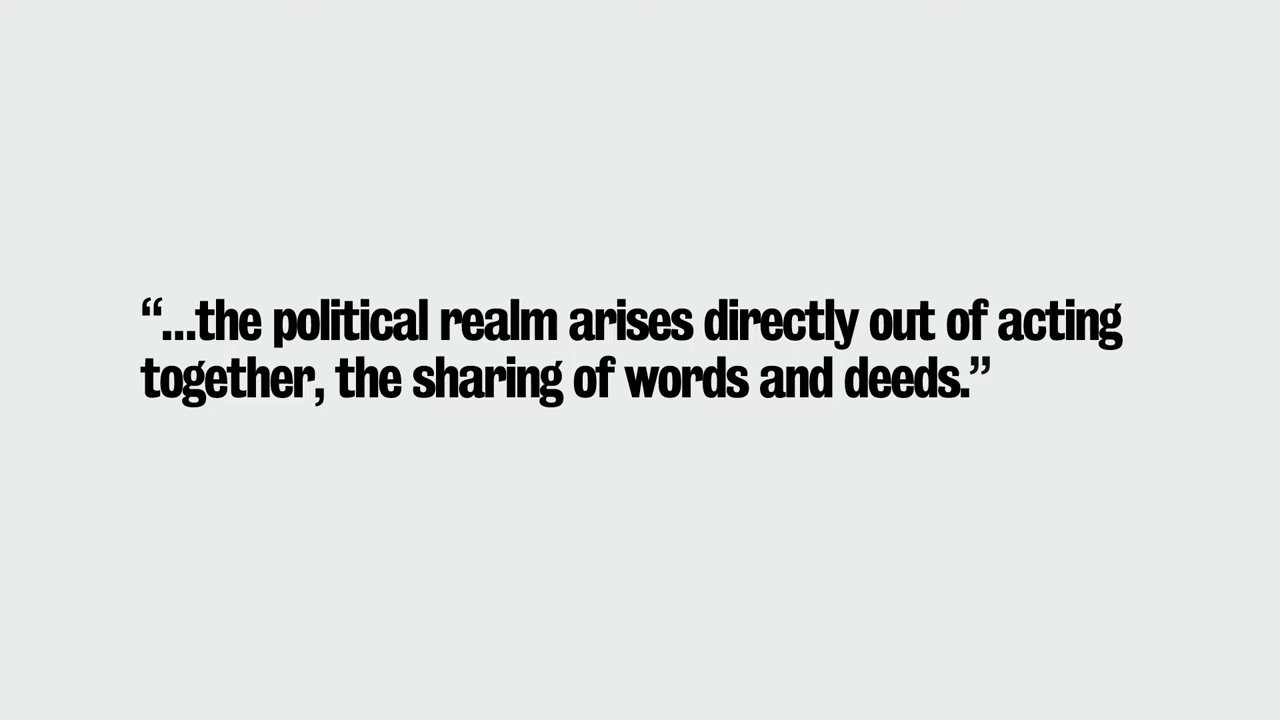 “...the political realm arises directly out of acting
together, the sharing of words and deeds.”